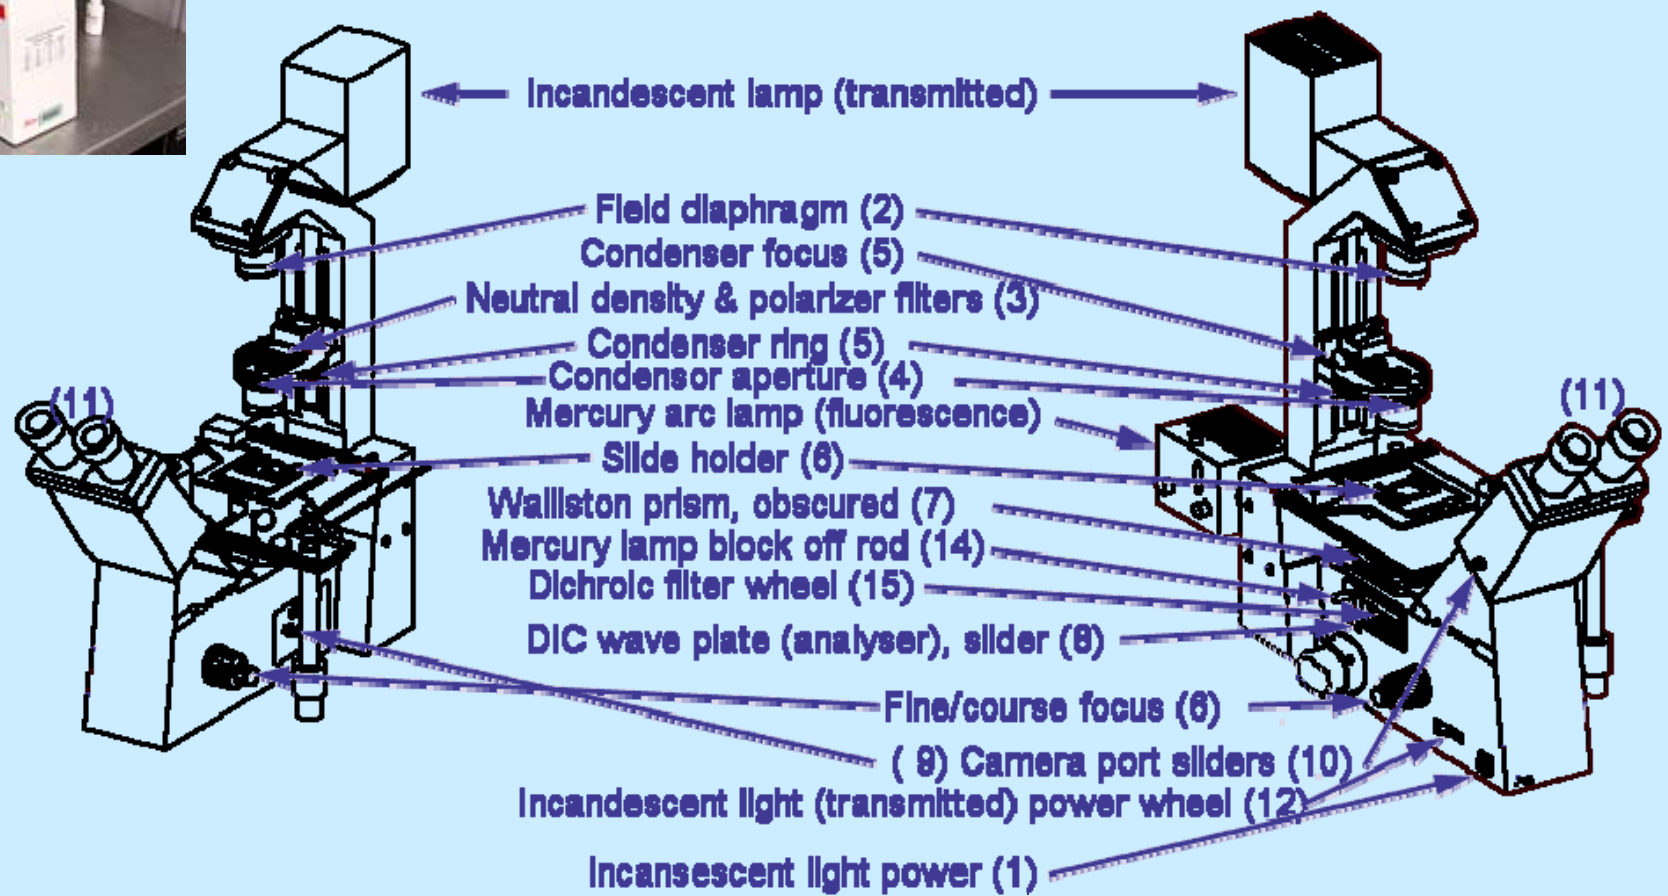 Incandescent lamp (transmitted)
Field diaphragm (2)
Condenser focus (5)
Neutral density & polarizer filters (3)
Condenser ring (5)
Condensor aperture (4)
(11)
(11)
Mercury arc lamp (fluorescence)
Slide holder (6)
Walliston prism, obscured (7)
Mercury lamp block off rod (14)
Dichroic filter wheel (15)
DIC wave plate (analyser), slider (8)
Fine/course focus (6)
( 9) Camera port sliders (10)
Incandescent light (transmitted) power wheel (12)
Incansescent light power (1)